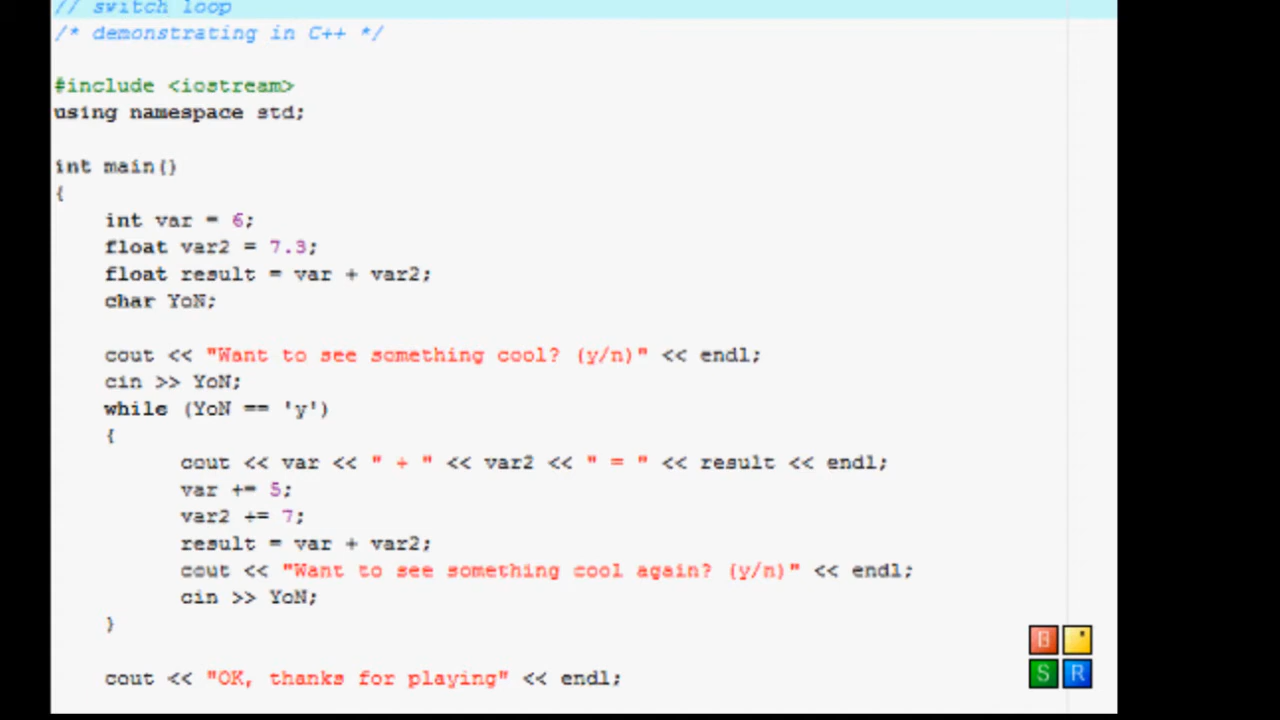 // switch loop
/* demonstrating in C++ */
#include <iostream>
using namespace std;
int main()
{
int var = 6;
float var2 = 7.3;
float result = var + var2;
char YoN;
cout << "Want to see something cool? (y/n)" << endl;
cin >> YoN;
while (YoN == 'y')
{
cout << var << " + " << var2 << " = " << result << endl;
var += 5;
var2 += 7;
result = var + var2;
cout << "Want to see something cool again? (y/n)" << endl;
cin >> YoN;
}
cout << "OK, thanks for playing" << endl;
B
S R